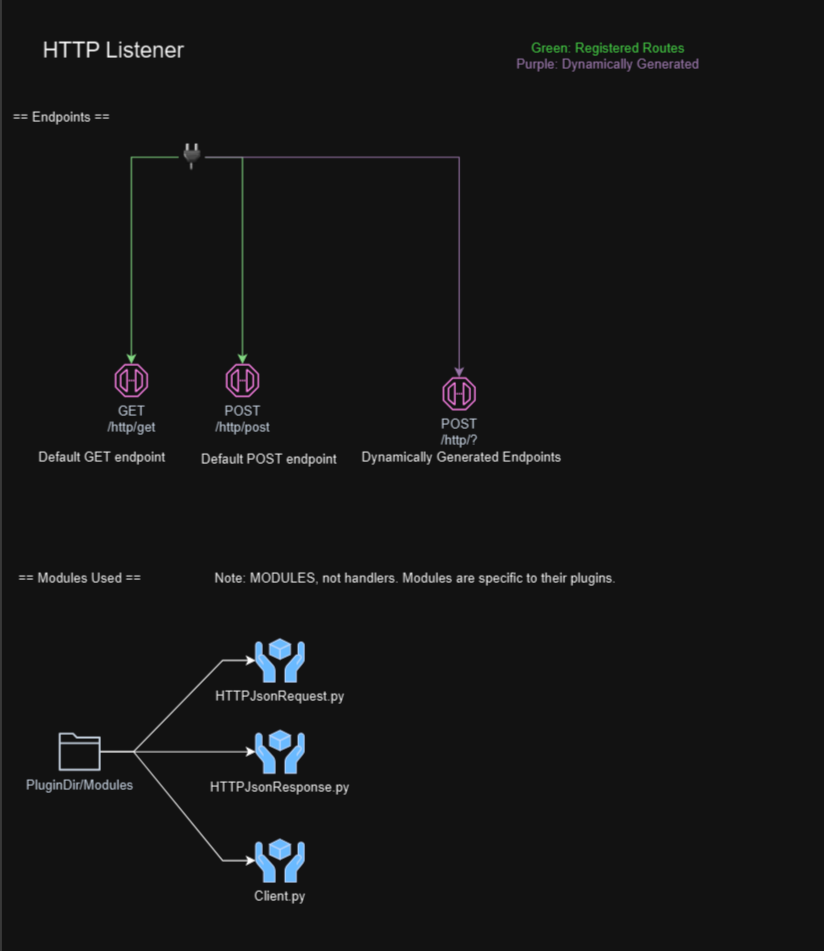 HTTP Listener
Green: Registered Routes
Purple: Dynamically Generated
== Endpoints ==
GET
/http/get
Default GET endpoint
POST
/http/post
Default POST endpoint
POST
/http/?
Dynamically Generated Endpoints
== Modules Used ==
Note: MODULES, not handlers. Modules are specific to their plugins.
HTTPJsonRequest.py
PluginDir/Modules
HTTPJsonResponse.py
Client.py